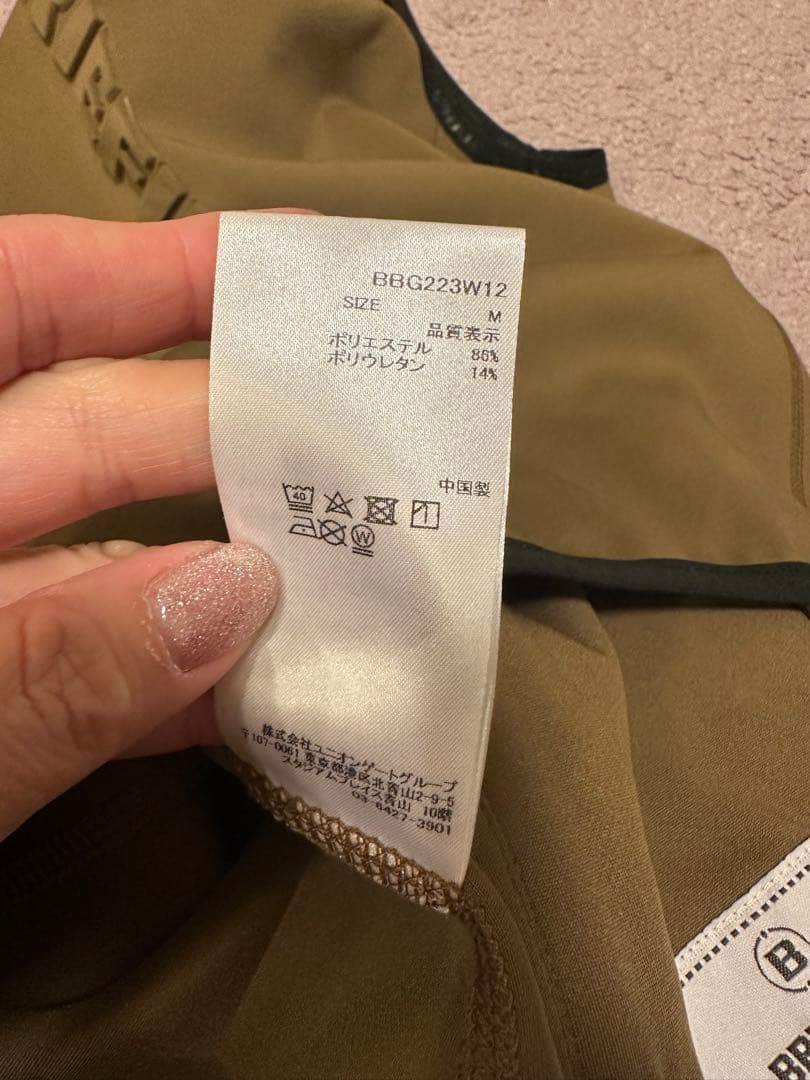 BBG223W12
SIZE M
品質表示
ポリエステル 86%
ポリウレタン 14%
中国製
40
W
株式会社ユニオンゲートグループ
〒107-0061 東京都港区北青山2-9-5
スタジアムプレイス青山 10階
03-6427-3901
B